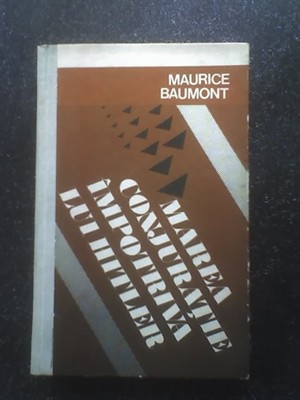 MAURICE
BAUMONT
MAREA
CONJURAȚIE
ÎMPOTRIVA
LUI HITLER